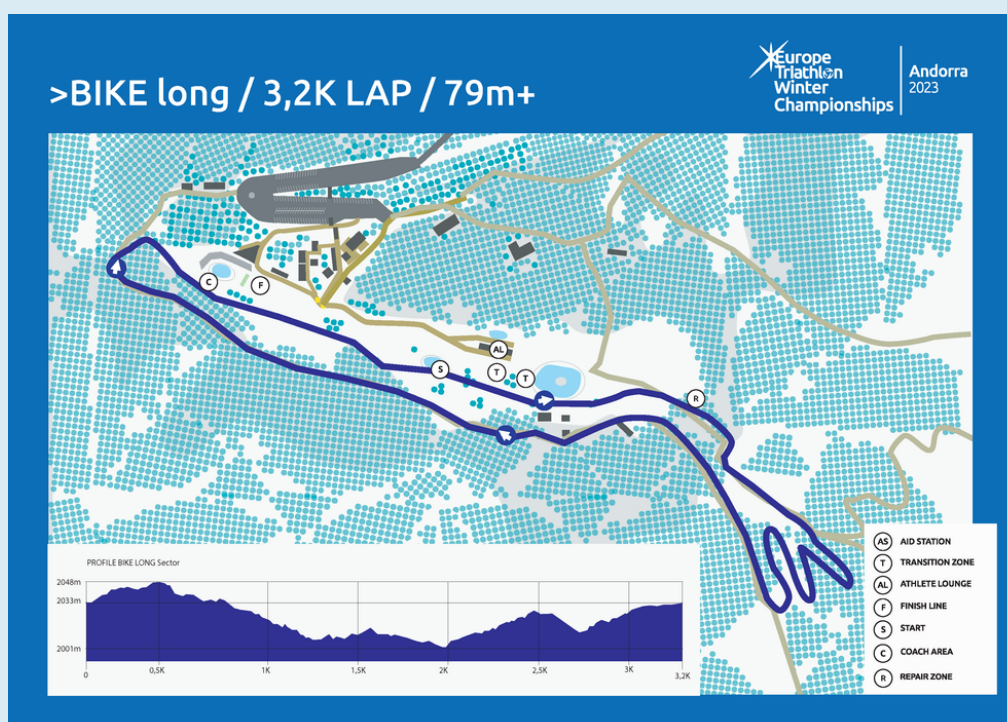 >BIKE long / 3,2K LAP / 79m+
Europe
Triathlon
Winter
Championships
Andorra
2023
C
F
AL
S
T
T
R
PROFILE BIKE LONG Sector
2048m
2033m
2001m
0
0,5K
1K
1,5K
2K
2,5K
3K
3,2K
AS AID STATION
T TRANSITION ZONE
AL ATHLETE LOUNGE
F FINISH LINE
S START
C COACH AREA
R REPAIR ZONE